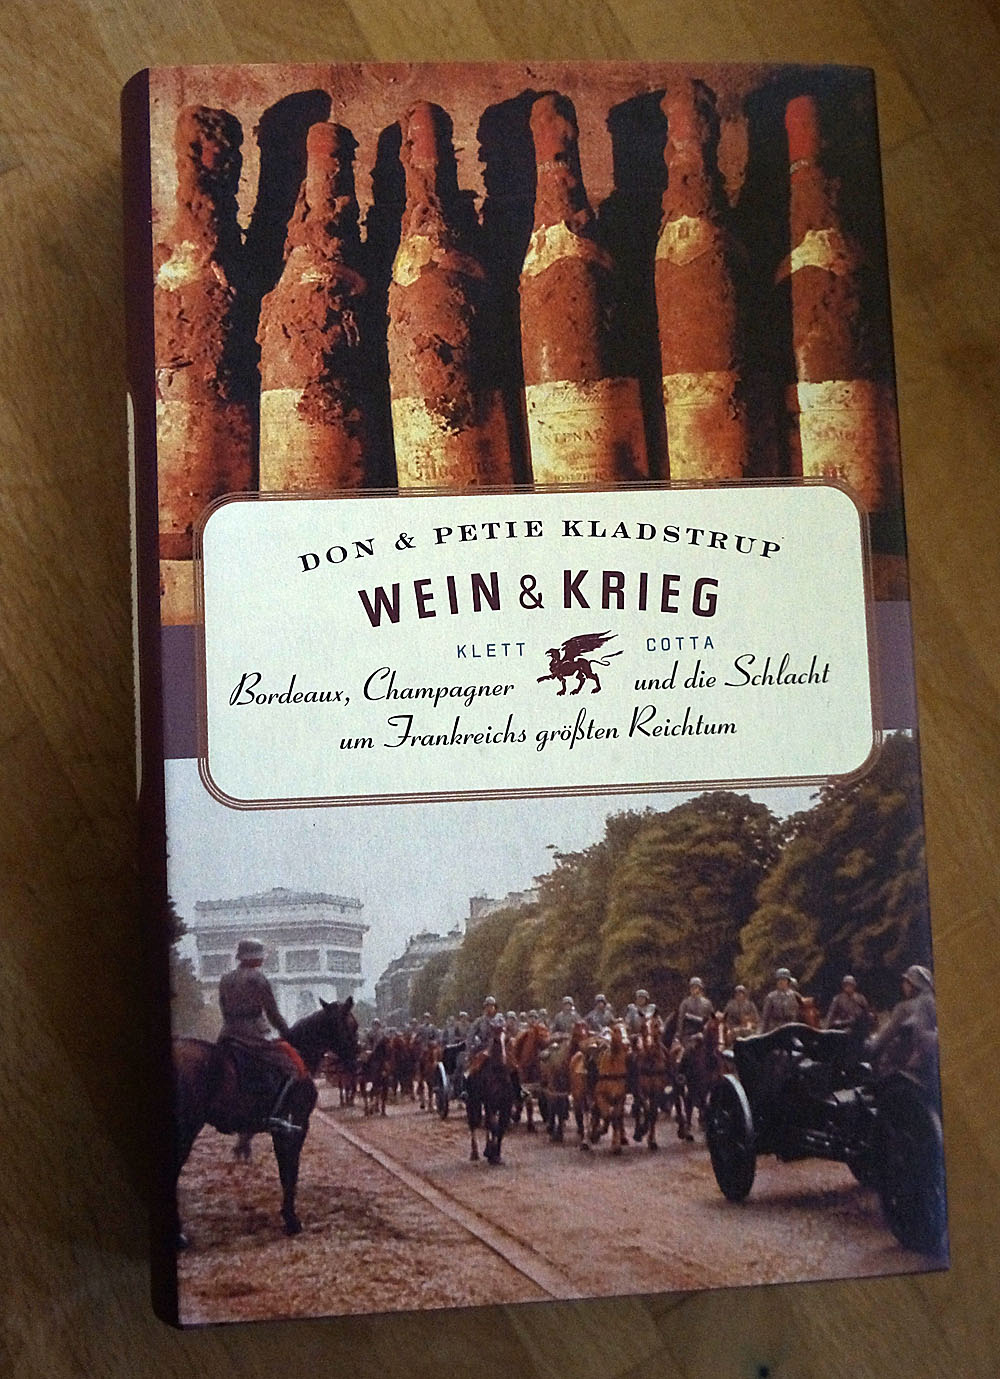 DON & PETIE KLADSTRUP
WEIN & KRIEG
KLETT COTTA
Bordeaux, Champagner und die Schlacht
um Frankreichs größten Reichtum